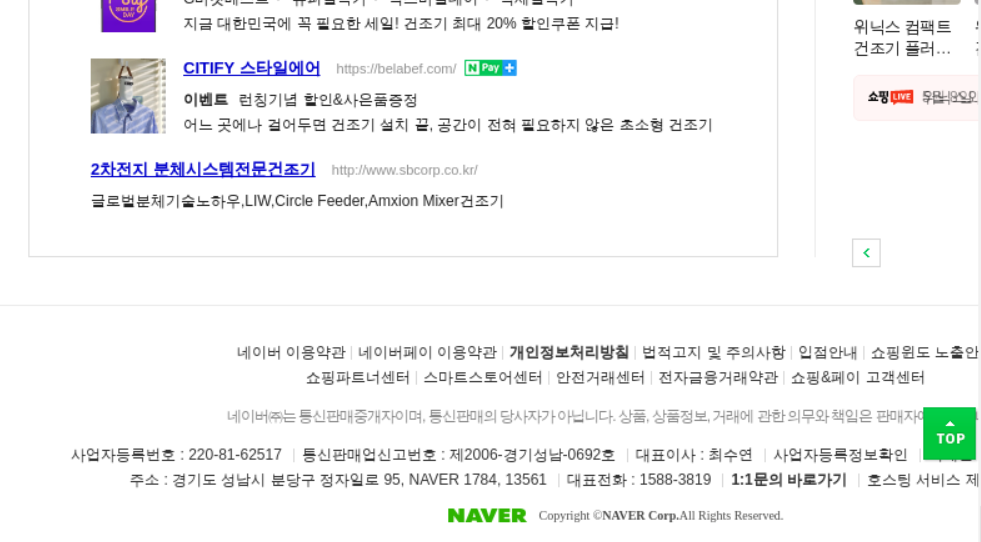 지금 대한민국에 꼭 필요한 세일! 건조기 최대 20% 할인쿠폰 지급!
CITIFY 스타일에어 https://belabef.com/ N Pay +
이벤트 런칭기념 할인&사은품증정
어느 곳에나 걸어두면 건조기 설치 끝, 공간이 전혀 필요하지 않은 초소형 건조기
2차전지 분체시스템전문건조기 http://www.sbcorp.co.kr/
글로벌분체기술노하우,LIW,Circle Feeder,Amxion Mixer건조기
위닉스 컴팩트
건조기 플러...
쇼핑LIVE
네이버 이용약관 네이버페이 이용약관 개인정보처리방침 법적고지 및 주의사항 입점안내 쇼핑윈도 노출안
쇼핑파트너센터 스마트스토어센터 안전거래센터 전자금융거래약관 쇼핑&페이 고객센터
네이버㈜는 통신판매중개자이며, 통신판매의 당사자가 아닙니다. 상품, 상품정보, 거래에 관한 의무와 책임은 판매자에
TOP
사업자등록번호 : 220-81-62517 통신판매업신고번호 : 제2006-경기성남-0692호 대표이사 : 최수연 사업자등록정보확인
주소 : 경기도 성남시 분당구 정자일로 95, NAVER 1784, 13561 대표전화 : 1588-3819 1:1문의 바로가기 호스팅 서비스 제
NAVER Copyright ©NAVER Corp.All Rights Reserved.